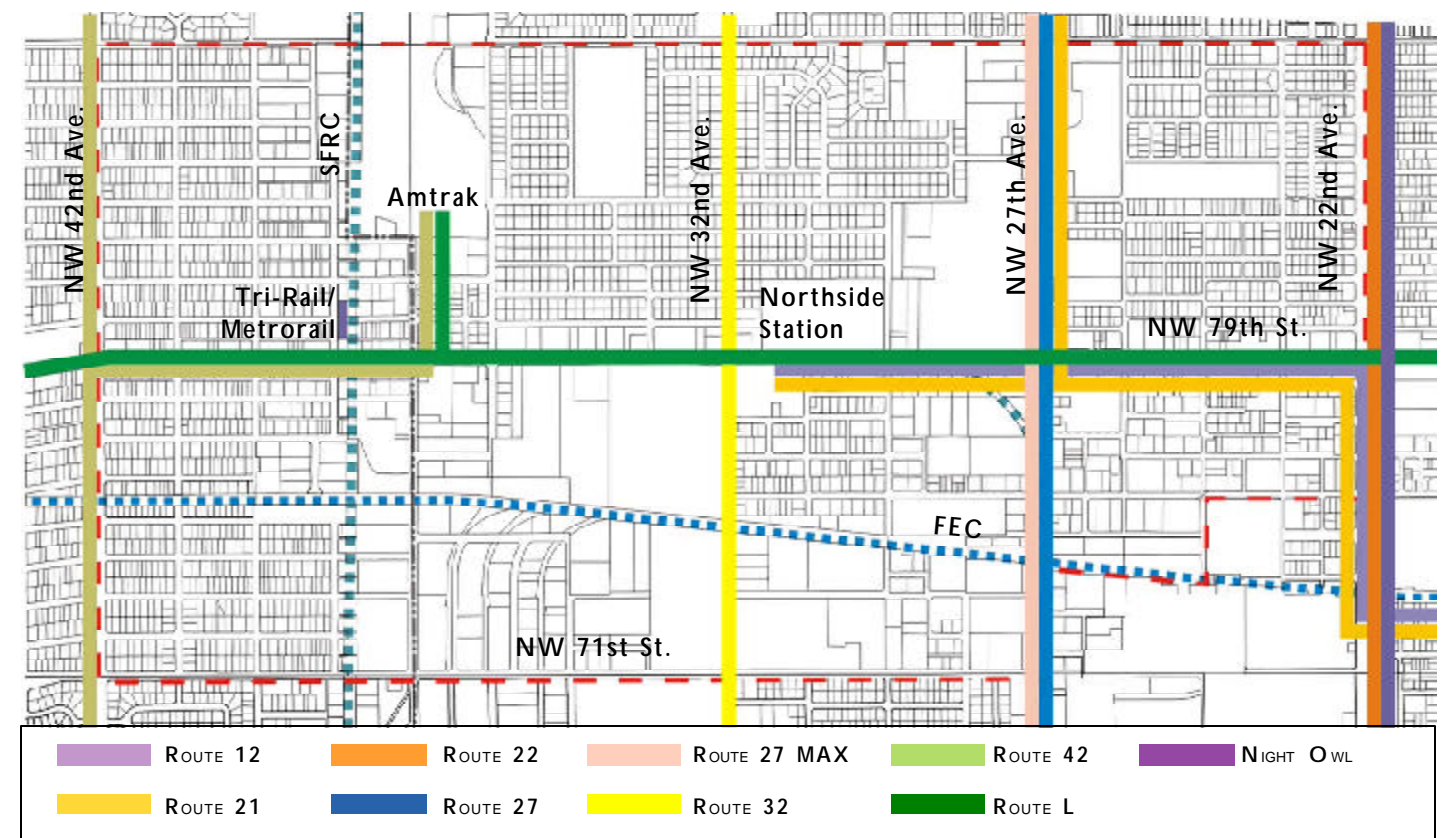 NW 42nd Ave.
SFRC
Amtrak
NW 32nd Ave.
NW 27th Ave.
NW 22nd Ave.
Tri-Rail/
Metrorail
Northside
Station
NW 79th St.
FEC
NW 71st St.
ROUTE 12
ROUTE 22
ROUTE 27 MAX
ROUTE 42
NIGHT OWL
ROUTE 21
ROUTE 27
ROUTE 32
ROUTE L